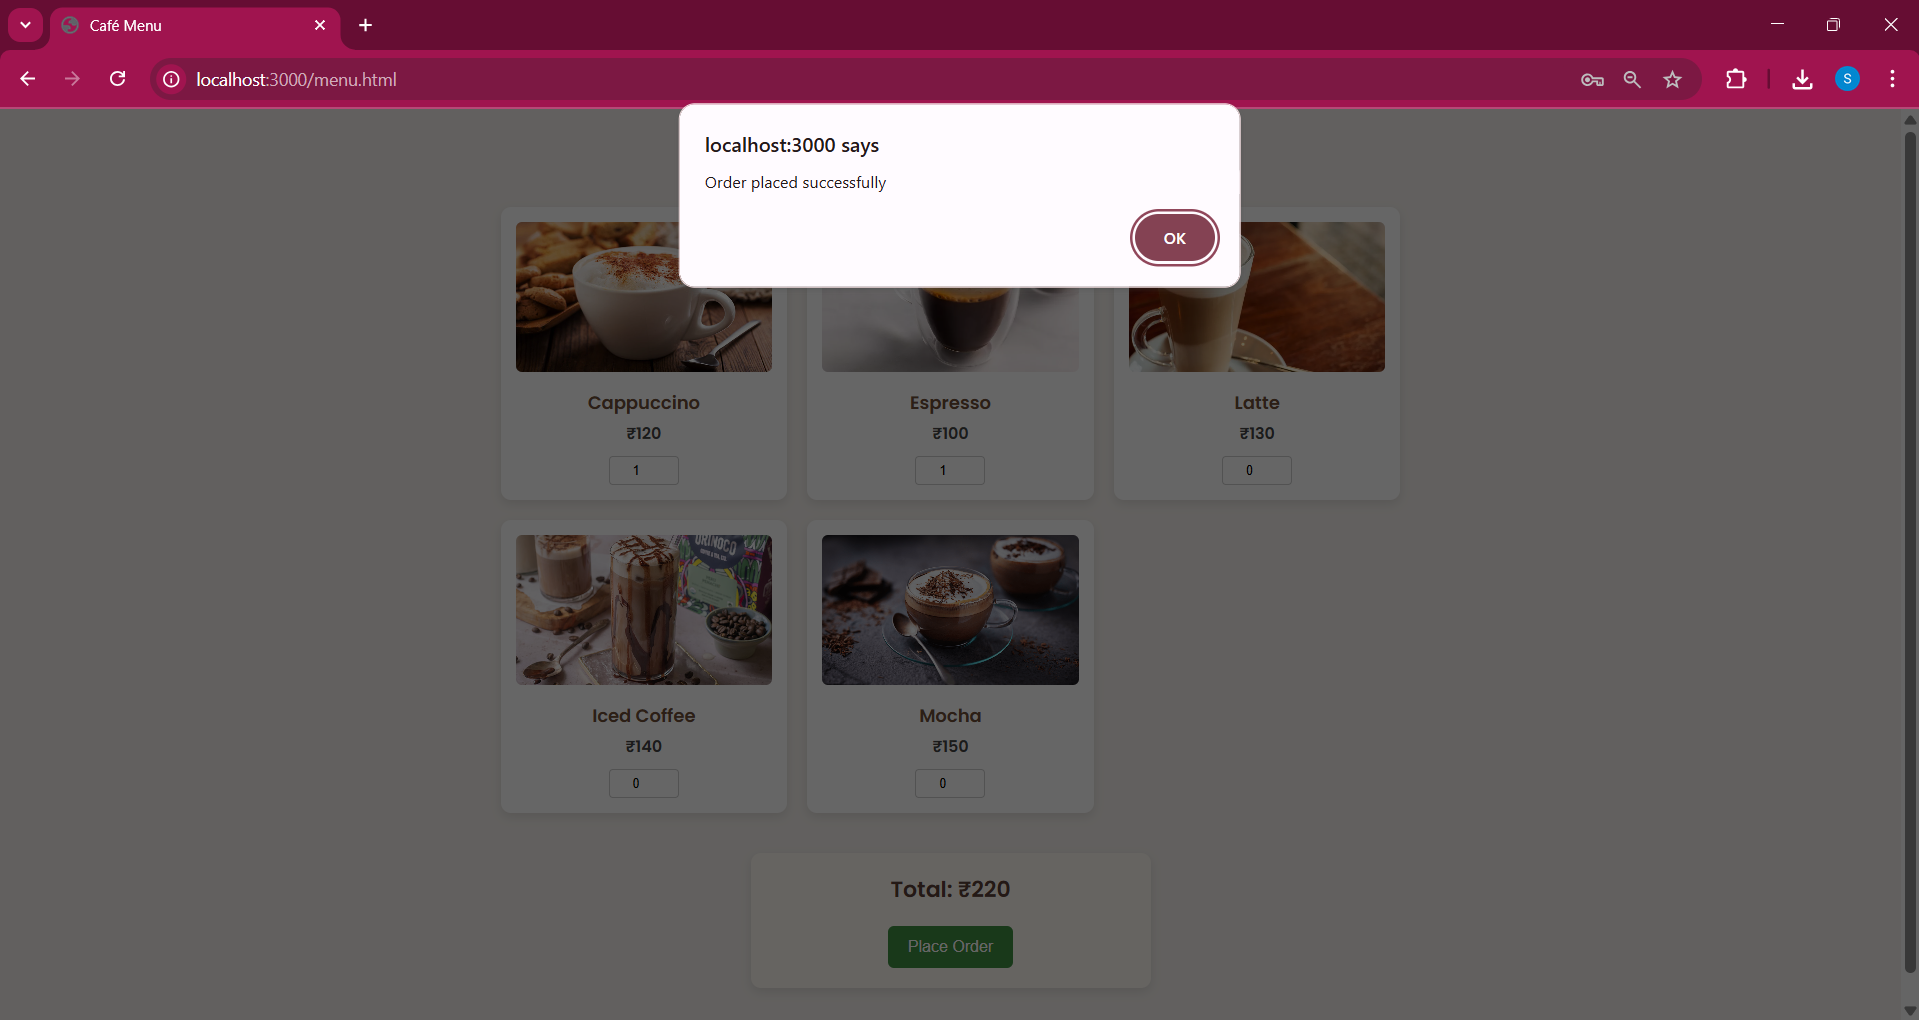 Café Menu
localhost:3000/menu.html
S
localhost:3000 says
Order placed successfully
OK
Cappuccino
₹120
1
Espresso
₹100
1
Latte
₹130
0
ORINOCO
Iced Coffee
₹140
0
Mocha
₹150
0
Total: ₹220
Place Order